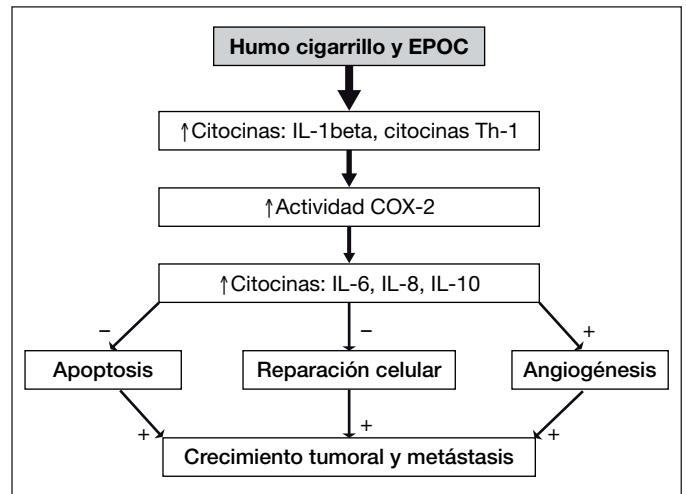 Humo cigarrillo y EPOC
↑Citocinas: IL-1beta, citocinas Th-1
↑Actividad COX-2
↑Citocinas: IL-6, IL-8, IL-10
– – +
Apoptosis Reparación celular Angiogénesis
+ + +
Crecimiento tumoral y metástasis